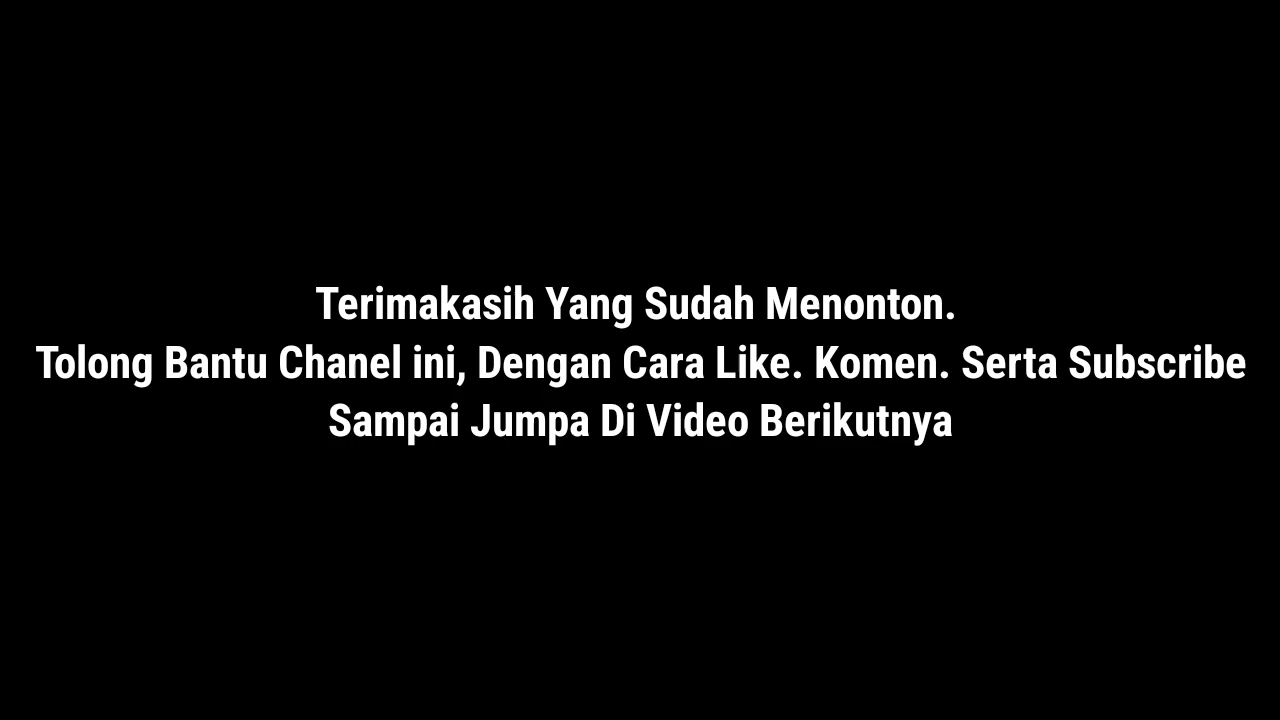 Terimakasih Yang Sudah Menonton.
Tolong Bantu Chanel ini, Dengan Cara Like. Komen. Serta Subscribe
Sampai Jumpa Di Video Berikutnya